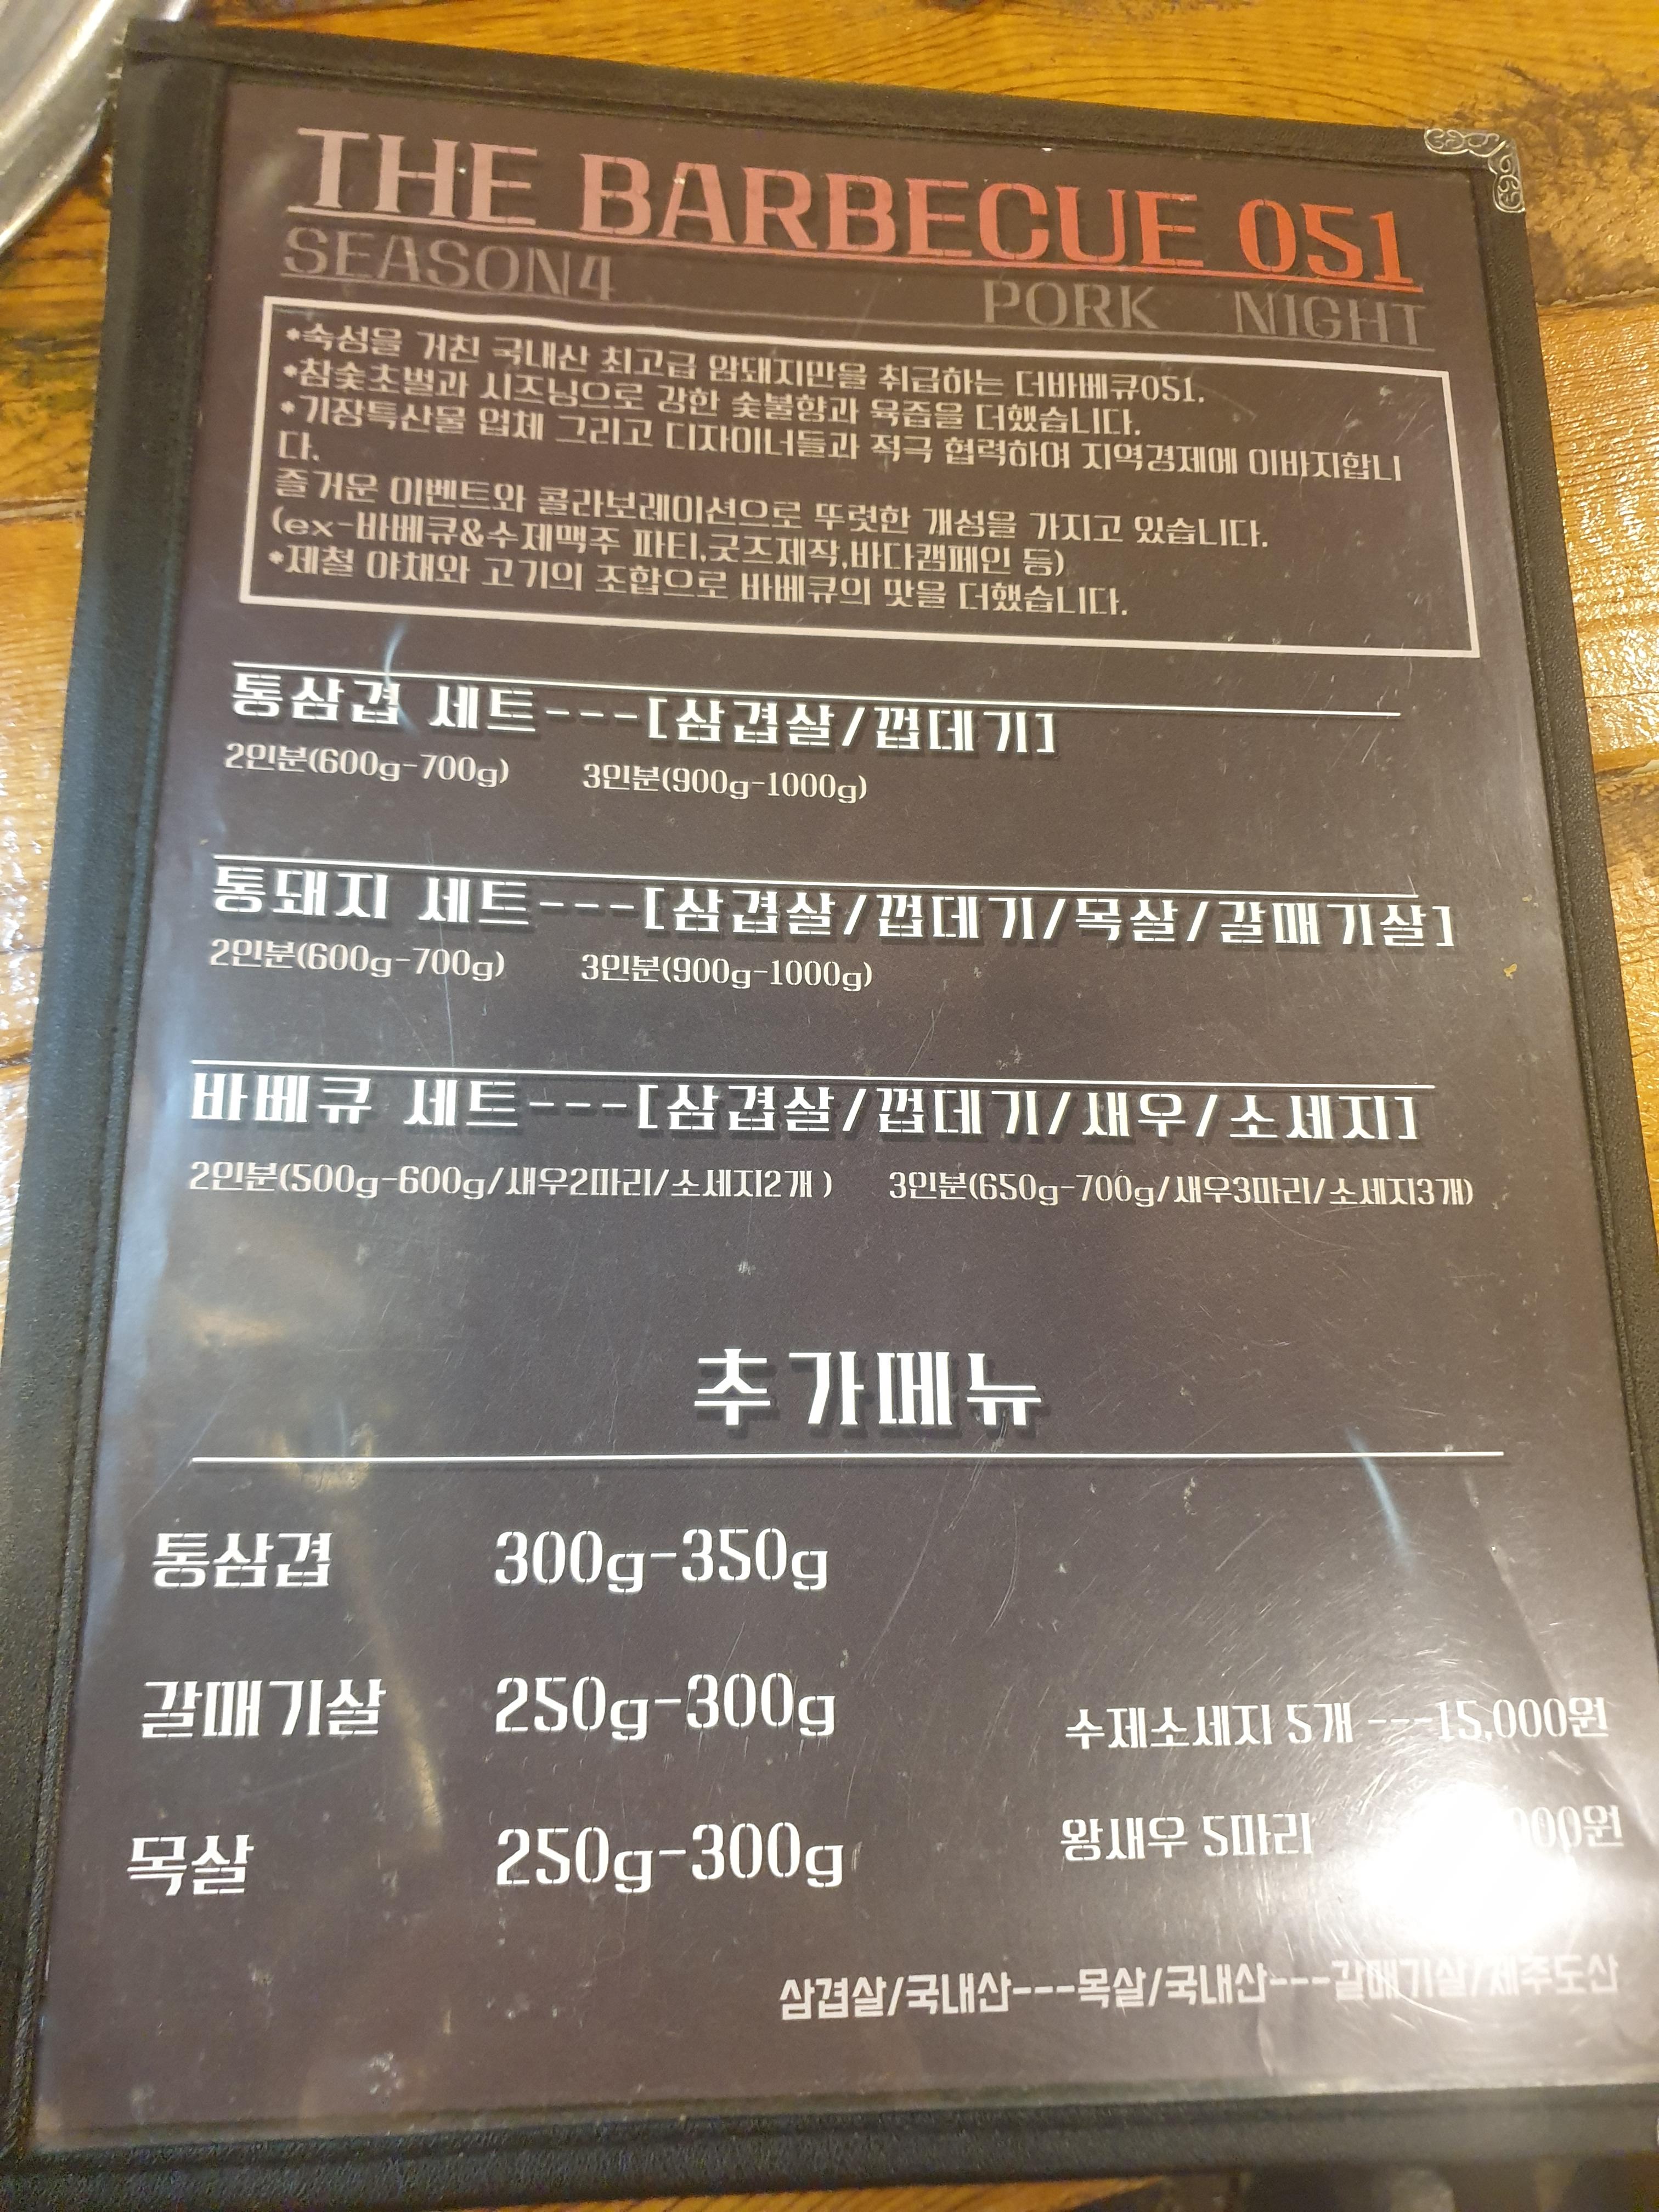 THE BARBECUE 051
SEASON4 PORK NIGHT
*숙성을 거친 국내산 최고급 암돼지만을 취급하는 더바베큐051.
*참숯초벌과 시즈닝으로 강한 숯불향과 육즙을 더했습니다.
*기장특산물 업체 그리고 디자이너들과 적극 협력하여 지역경제에 이바지합니
다.
즐거운 이벤트와 콜라보레이션으로 뚜렷한 개성을 가지고 있습니다.
(ex-바베큐&수제맥주 파티,굿즈제작,바다캠페인 등)
*제철 야채와 고기의 조합으로 바베큐의 맛을 더했습니다.
통삼겹 세트---[삼겹살/껍데기]
2인분(600g-700g) 3인분(900g-1000g)
통돼지 세트---[삼겹살/껍데기/목살/갈매기살]
2인분(600g-700g) 3인분(900g-1000g)
바베큐 세트---[삼겹살/껍데기/새우/소세지]
2인분(500g-600g/새우2마리/소세지2개 ) 3인분(650g-700g/새우3마리/소세지3개)
추가메뉴
통삼겹 300g-350g
갈매기살 250g-300g
수제소세지 5개 ---15,000원
목살 250g-300g
왕새우 5마리
삼겹살/국내산---목살/국내산---갈매기살/제주도산